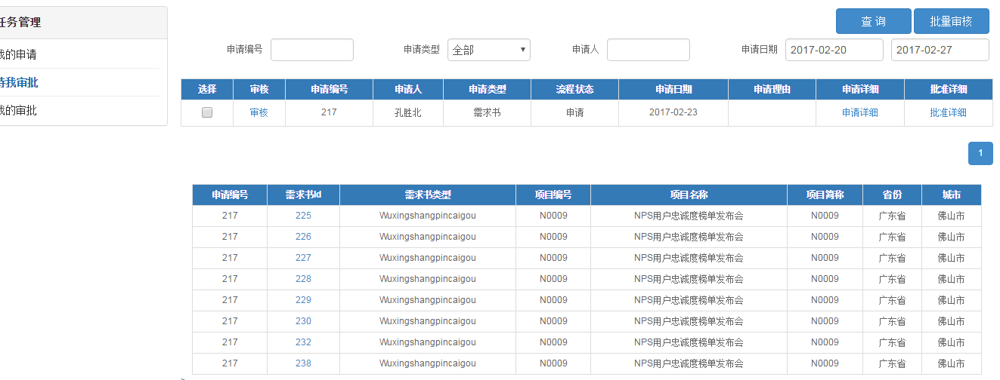 任务管理
我的申请
待我审批
我的审批
查 询 批量审核
申请编号 申请类型 全部 申请人 申请日期 2017-02-20 2017-02-27
选择 审核 申请编号 申请人 申请类型 流程状态 申请日期 申请理由 申请详细 批准详细
审核 217 孔胜北 需求书 申请 2017-02-23 申请详细 批准详细
1
申请编号 需求书Id 需求书类型 项目编号 项目名称 项目简称 省份 城市
217 225 Wuxingshangpincaigou N0009 NPS用户忠诚度榜单发布会 N0009 广东省 佛山市
217 226 Wuxingshangpincaigou N0009 NPS用户忠诚度榜单发布会 N0009 广东省 佛山市
217 227 Wuxingshangpincaigou N0009 NPS用户忠诚度榜单发布会 N0009 广东省 佛山市
217 228 Wuxingshangpincaigou N0009 NPS用户忠诚度榜单发布会 N0009 广东省 佛山市
217 229 Wuxingshangpincaigou N0009 NPS用户忠诚度榜单发布会 N0009 广东省 佛山市
217 230 Wuxingshangpincaigou N0009 NPS用户忠诚度榜单发布会 N0009 广东省 佛山市
217 232 Wuxingshangpincaigou N0009 NPS用户忠诚度榜单发布会 N0009 广东省 佛山市
217 238 Wuxingshangpincaigou N0009 NPS用户忠诚度榜单发布会 N0009 广东省 佛山市